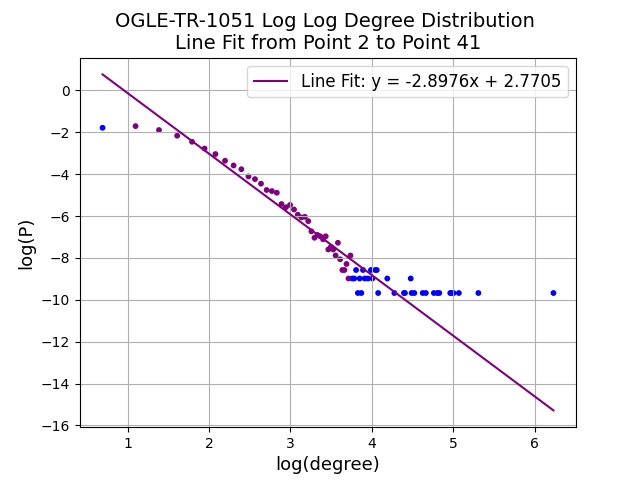 OGLE-TR-1051 Log Log Degree Distribution
Line Fit from Point 2 to Point 41
Line Fit: y = -2.8976x + 2.7705
log(P)
0
−2
−4
−6
−8
−10
−12
−14
−16
1 2 3 4 5 6
log(degree)